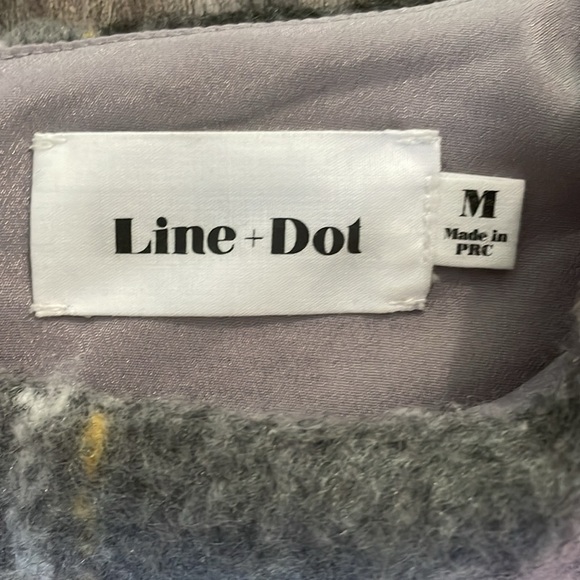 Line + Dot
M
Made in
PRC